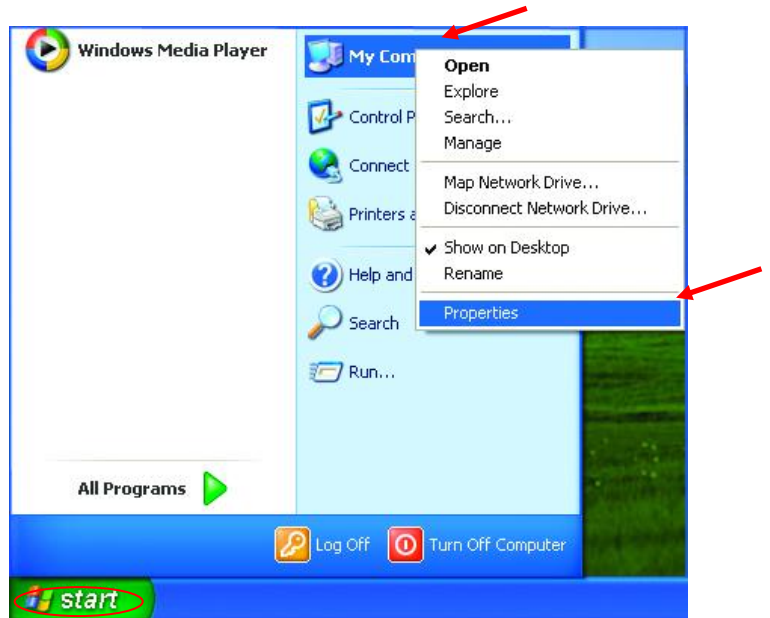 Windows Media Player
My Com
Open
Explore
Search...
Manage
Map Network Drive...
Disconnect Network Drive...
Show on Desktop
Rename
Properties
Control P
Connect
Printers a
Help and
Search
Run...
All Programs
Log Off
Turn Off Computer
start